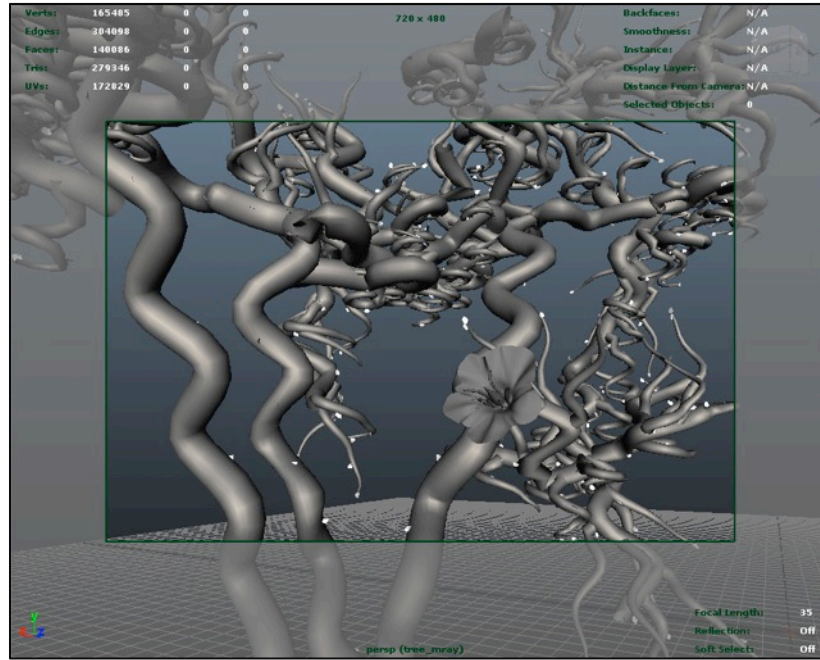 Verts: 165485 0 0
Edges: 304098 0 0
Faces: 140086 0 0
Tris: 279346 0 0
UVs: 172029 0 0
720 x 480
Backfaces: N/A
Smoothness: N/A
Instance: N/A
Display Layer: N/A
Distance From Camera: N/A
Selected Objects: 0
Focal Length: 35
Reflection: Off
Soft Select: Off
persp (tree_mray)
y
x
z